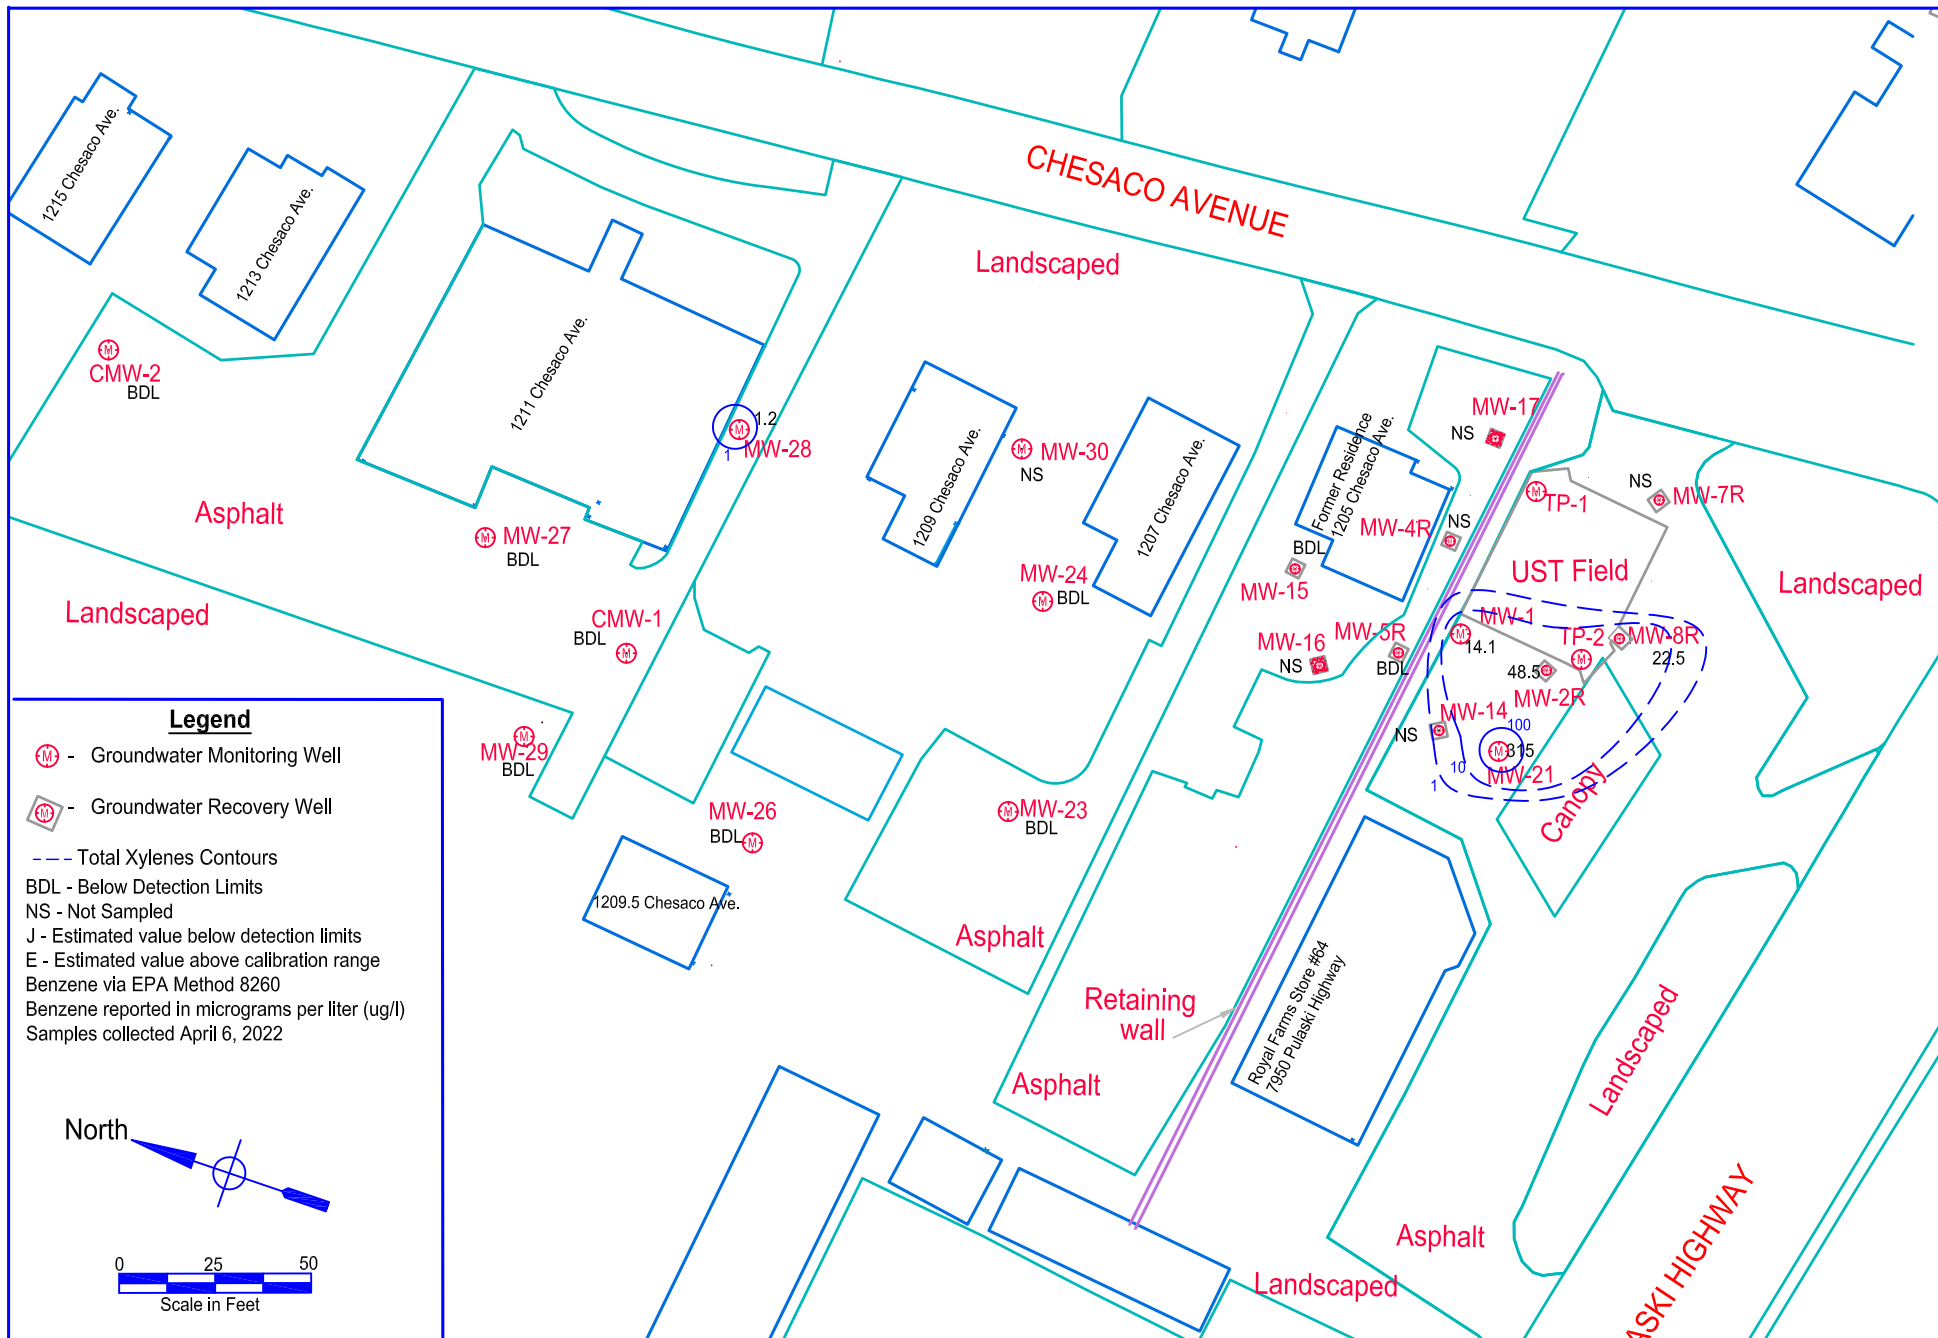 CHESACO AVENUE
1215 Chesaco Ave.
1213 Chesaco Ave.
1211 Chesaco Ave.
Landscaped
CMW-2
BDL
1.2
MW-28
1
1209 Chesaco Ave.
MW-30
NS
1207 Chesaco Ave.
Former Residence
1205 Chesaco Ave.
MW-17
NS
MW-7R
NS
TP-1
MW-4R
NS
Asphalt
MW-27
BDL
BDL
MW-15
UST Field
Landscaped
Landscaped
MW-24
BDL
CMW-1
BDL
MW-16
NS
MW-5R
BDL
MW-1
14.1
TP-2
MW-8R
22.5
48.5
MW-2R
MW-14
NS
100
315
MW-21
10
1
Canopy
MW-29
BDL
MW-26
BDL
MW-23
BDL
1209.5 Chesaco Ave.
Asphalt
Retaining
wall
Asphalt
Royal Farms Store #64
7950 Pulaski Highway
Landscaped
Asphalt
Landscaped
ASKI HIGHWAY
Legend
M - Groundwater Monitoring Well
M - Groundwater Recovery Well
--- Total Xylenes Contours
BDL - Below Detection Limits
NS - Not Sampled
J - Estimated value below detection limits
E - Estimated value above calibration range
Benzene via EPA Method 8260
Benzene reported in micrograms per liter (ug/l)
Samples collected April 6, 2022
North
0 25 50
Scale in Feet